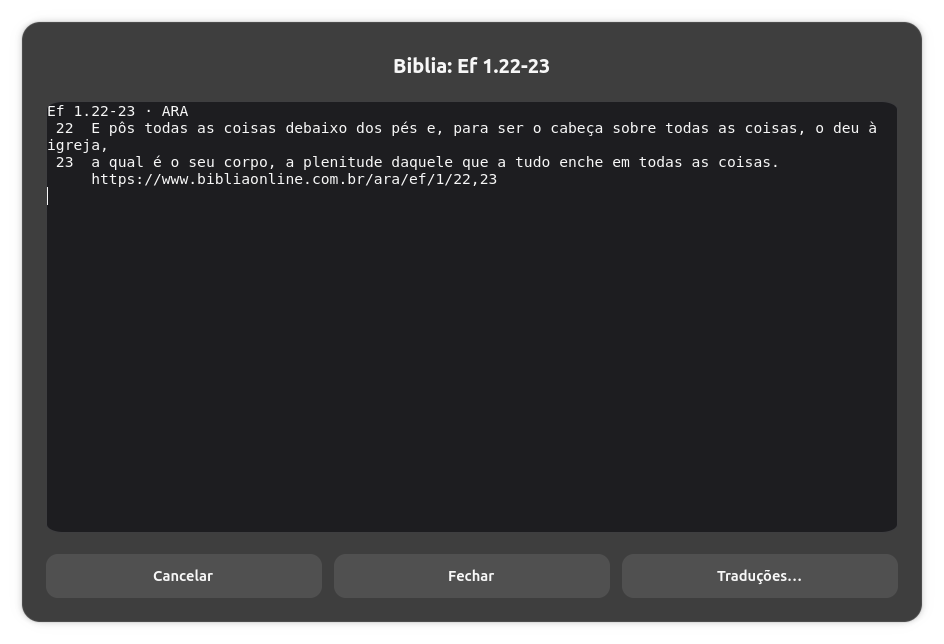 Biblia: Ef 1.22-23
Ef 1.22-23 · ARA
 22  E pôs todas as coisas debaixo dos pés e, para ser o cabeça sobre todas as coisas, o deu à
igreja,
 23  a qual é o seu corpo, a plenitude daquele que a tudo enche em todas as coisas.
     https://www.bibliaonline.com.br/ara/ef/1/22,23
Cancelar
Fechar
Traduções...